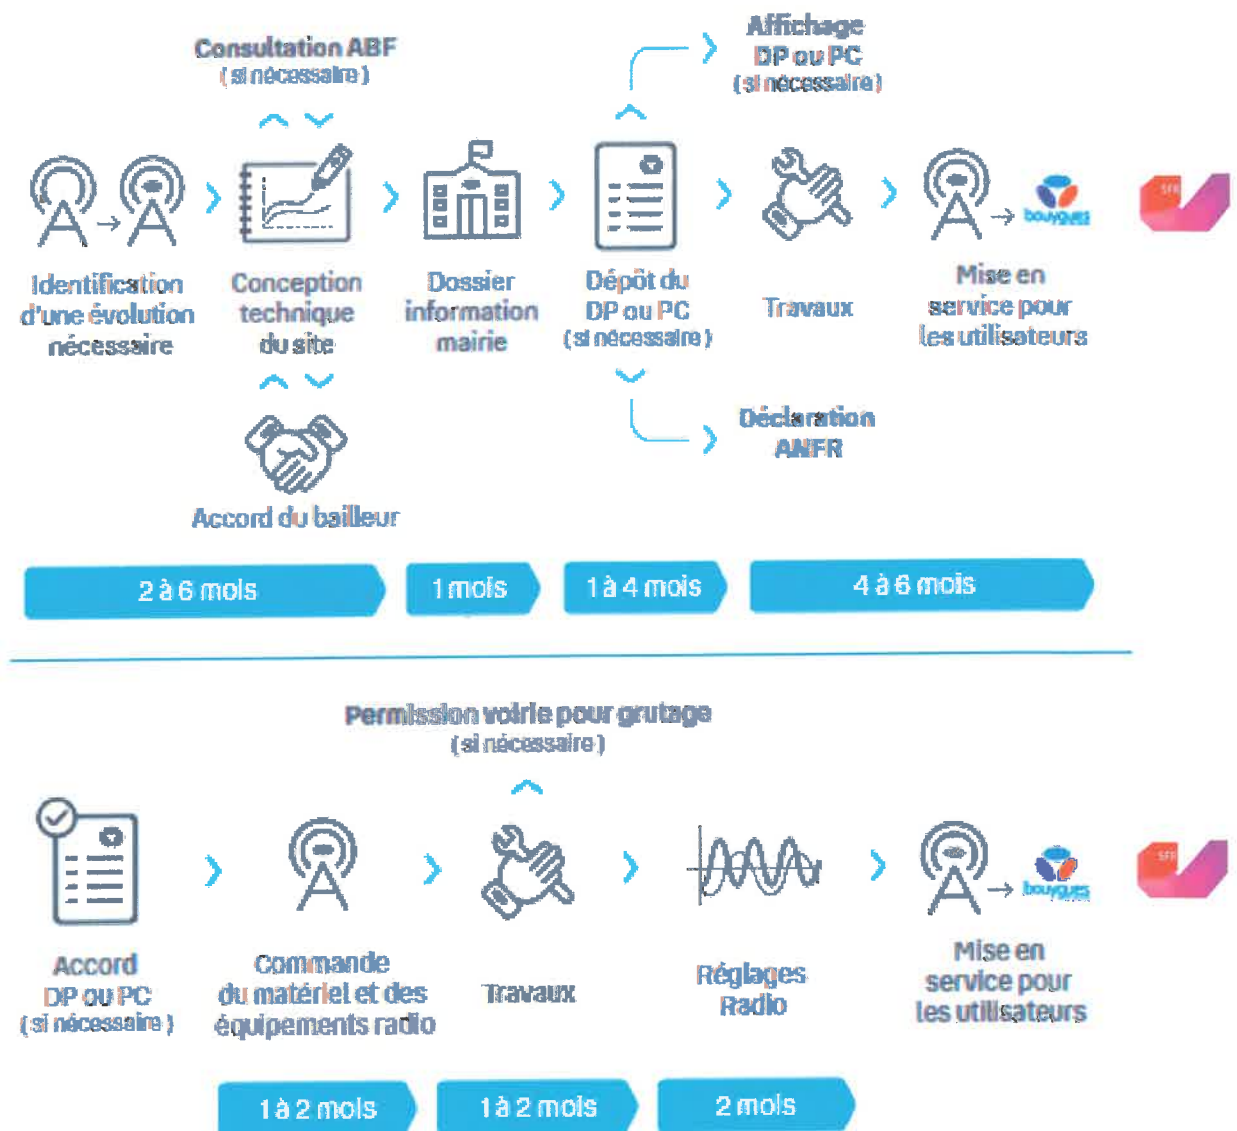 Consultation ABF
(si nécessaire)
Affichage
DP ou PC
(si nécessaire)
Identification
d'une évolution
nécessaire
Conception
technique
du site
Dossier
information
mairie
Dépôt du
DP ou PC
(si nécessaire)
Travaux
bouygues
SFR
Mise en
service pour
les utilisateurs
Déclaration
ANFR
Accord du bailleur
2 à 6 mois
1 mois
1 à 4 mois
4 à 6 mois
Permission voirie pour grutage
(si nécessaire)
Accord
DP ou PC
(si nécessaire)
Commande
du matériel et des
équipements radio
Travaux
Réglages
Radio
bouygues
SFR
Mise en
service pour
les utilisateurs
1 à 2 mois
1 à 2 mois
2 mois